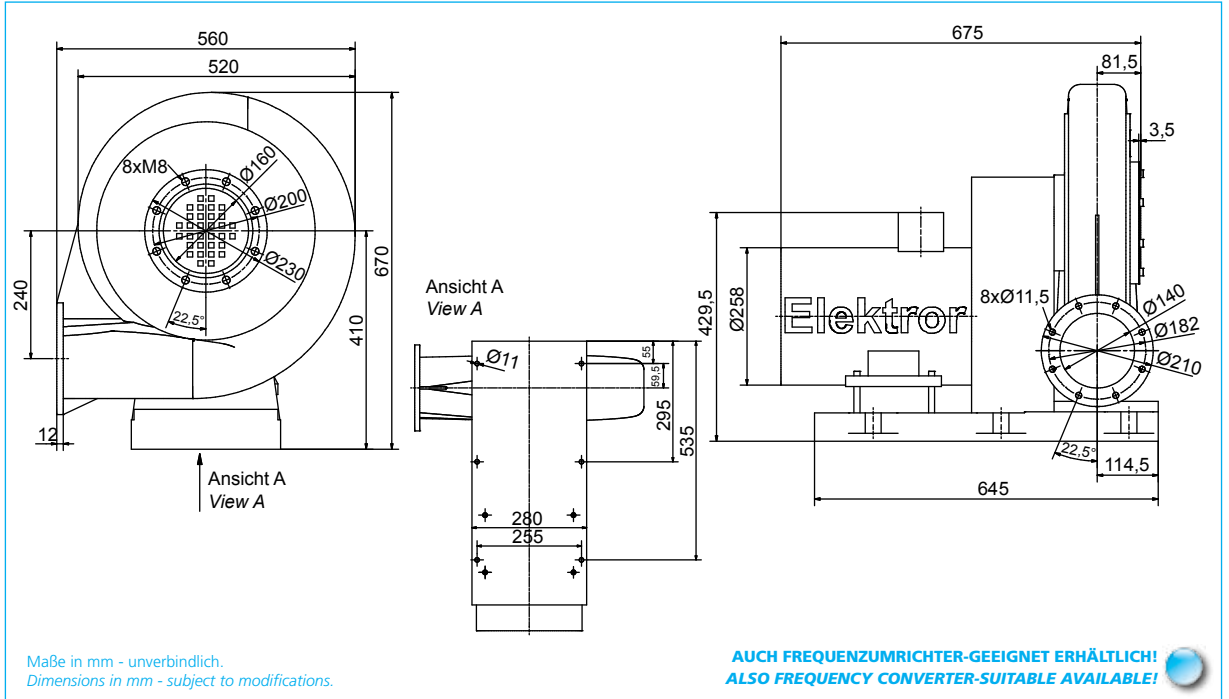 560
520
8xM8
Ø160
Ø200
Ø230
22,5°
240
670
410
12
Ansicht A
View A
Ansicht A
View A
Ø11
55
59,5
295
535
280
255
675
81,5
3,5
429,5
Ø258
Elektror
8xØ11,5
Ø140
Ø182
Ø210
22,5°
114,5
645
Maße in mm - unverbindlich.
Dimensions in mm - subject to modifications.
AUCH FREQUENZUMRICHTER-GEEIGNET ERHÄLTLICH!
ALSO FREQUENCY CONVERTER-SUITABLE AVAILABLE!